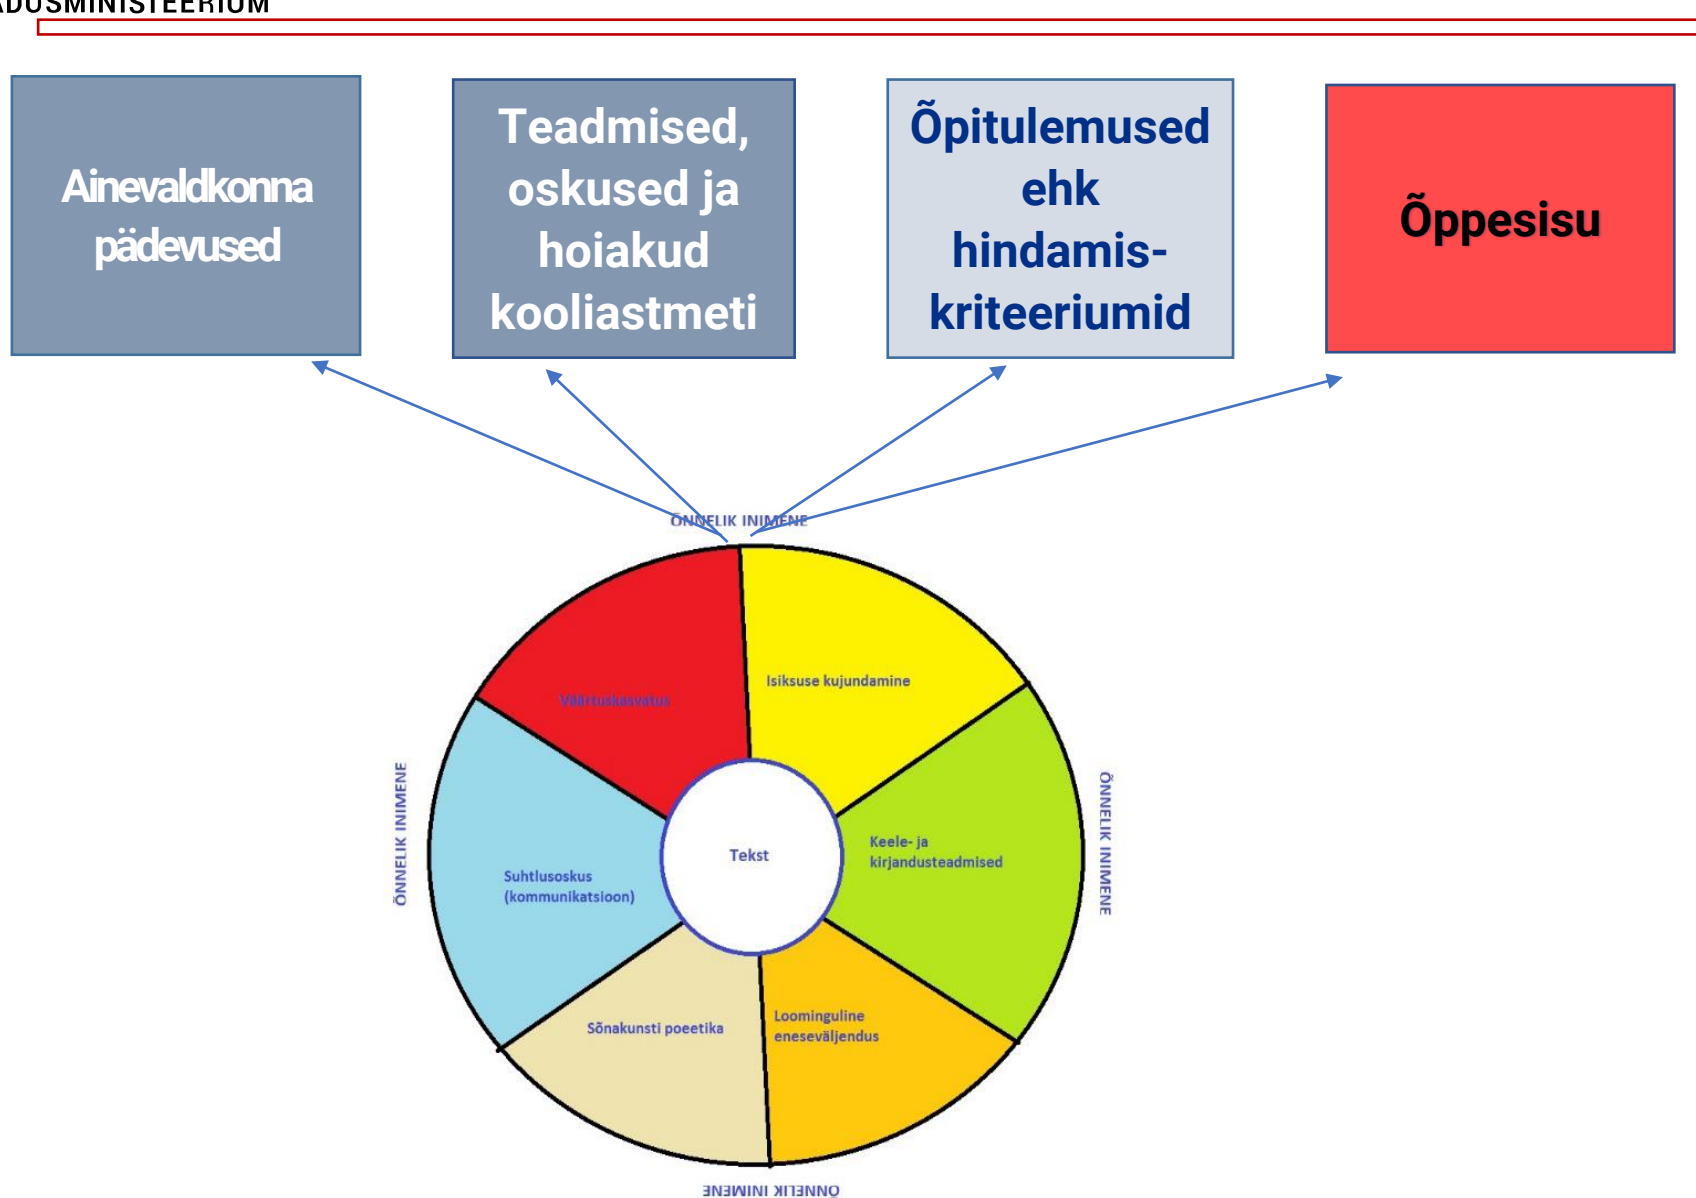 ADUSMINISTEERIUM
Ainevaldkonna
pädevused
Teadmised,
oskused ja
hoiakud
kooliastmeti
Õpitulemused
ehk
hindamis-
kriteeriumid
Õppesisu
ÕNNELIK INIMENE
Väärtuskasvatus
Isiksuse kujundamine
ÕNNELIK INIMENE
Suhtlusoskus
(kommunikatsioon)
Tekst
Keele- ja
kirjandusteadmised
ÕNNELIK INIMENE
Sõnakunsti poeetika
Loominguline
eneseväljendus
ÕNNELIK INIMENE